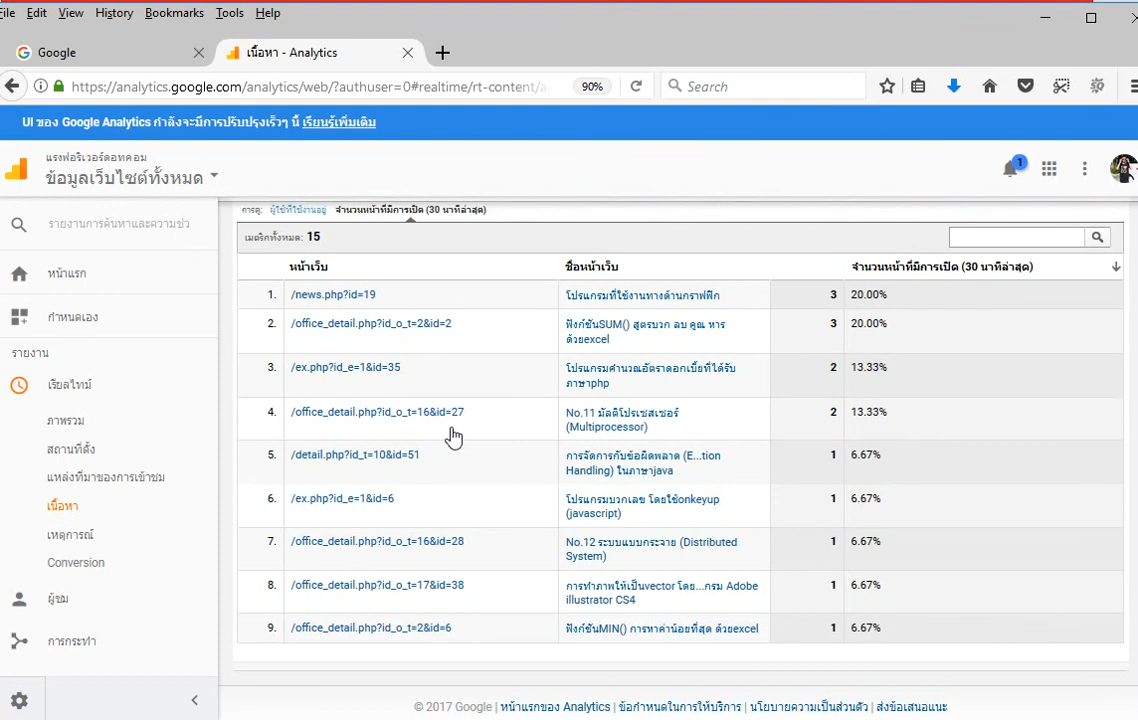 File Edit View History Bookmarks Tools Help
Google
เนื้อหา - Analytics
https://analytics.google.com/analytics/web/?authuser=0#realtime/rt-content/
90%
Search
UI ของ Google Analytics กำลังจะมีการปรับปรุงเร็วๆ นี้ เรียนรู้เพิ่มเติม
แรงฟอริเวอร์ดอทคอม
ข้อมูลเว็บไซต์ทั้งหมด
1
รายงานการค้นหาและความช่ว
หน้าแรก
กำหนดเอง
รายงาน
เรียลไทม์
ภาพรวม
สถานที่ตั้ง
แหล่งที่มาของการเข้าชม
เนื้อหา
เหตุการณ์
Conversion
ผู้ชม
การกระทำ
การดู: ผู้ใช้ที่ใช้งานอยู่ จำนวนหน้าที่มีการเปิด (30 นาทีล่าสุด)
เมตริกทั้งหมด: 15
หน้าเว็บ ชื่อหน้าเว็บ จำนวนหน้าที่มีการเปิด (30 นาทีล่าสุด)
1. /news.php?id=19 โปรแกรมที่ใช้งานทางด้านกราฟฟิก 3 20.00%
2. /office_detail.php?id_o_t=2&id=2 ฟังก์ชันSUM() สูตรบวก ลบ คูณ หาร 3 20.00%
ด้วยexcel
3. /ex.php?id_e=1&id=35 โปรแกรมคำนวณอัตราดอกเบี้ยที่ได้รับ 2 13.33%
ภาษาphp
4. /office_detail.php?id_o_t=16&id=27 No.11 มัลติโปรเซสเซอร์ 2 13.33%
(Multiprocessor)
5. /detail.php?id_t=10&id=51 การจัดการกับข้อผิดพลาด (E...tion 1 6.67%
Handling) ในภาษาjava
6. /ex.php?id_e=1&id=6 โปรแกรมบวกเลข โดยใช้onkeyup 1 6.67%
(javascript)
7. /office_detail.php?id_o_t=16&id=28 No.12 ระบบแบบกระจาย (Distributed 1 6.67%
System)
8. /office_detail.php?id_o_t=17&id=38 การทำภาพให้เป็นvector โดย...กรม Adobe 1 6.67%
illustrator CS4
9. /office_detail.php?id_o_t=2&id=6 ฟังก์ชันMIN() การหาค่าน้อยที่สุด ด้วยexcel 1 6.67%
© 2017 Google | หน้าแรกของ Analytics | ข้อกำหนดในการให้บริการ | นโยบายความเป็นส่วนตัว | ส่งข้อเสนอแนะ